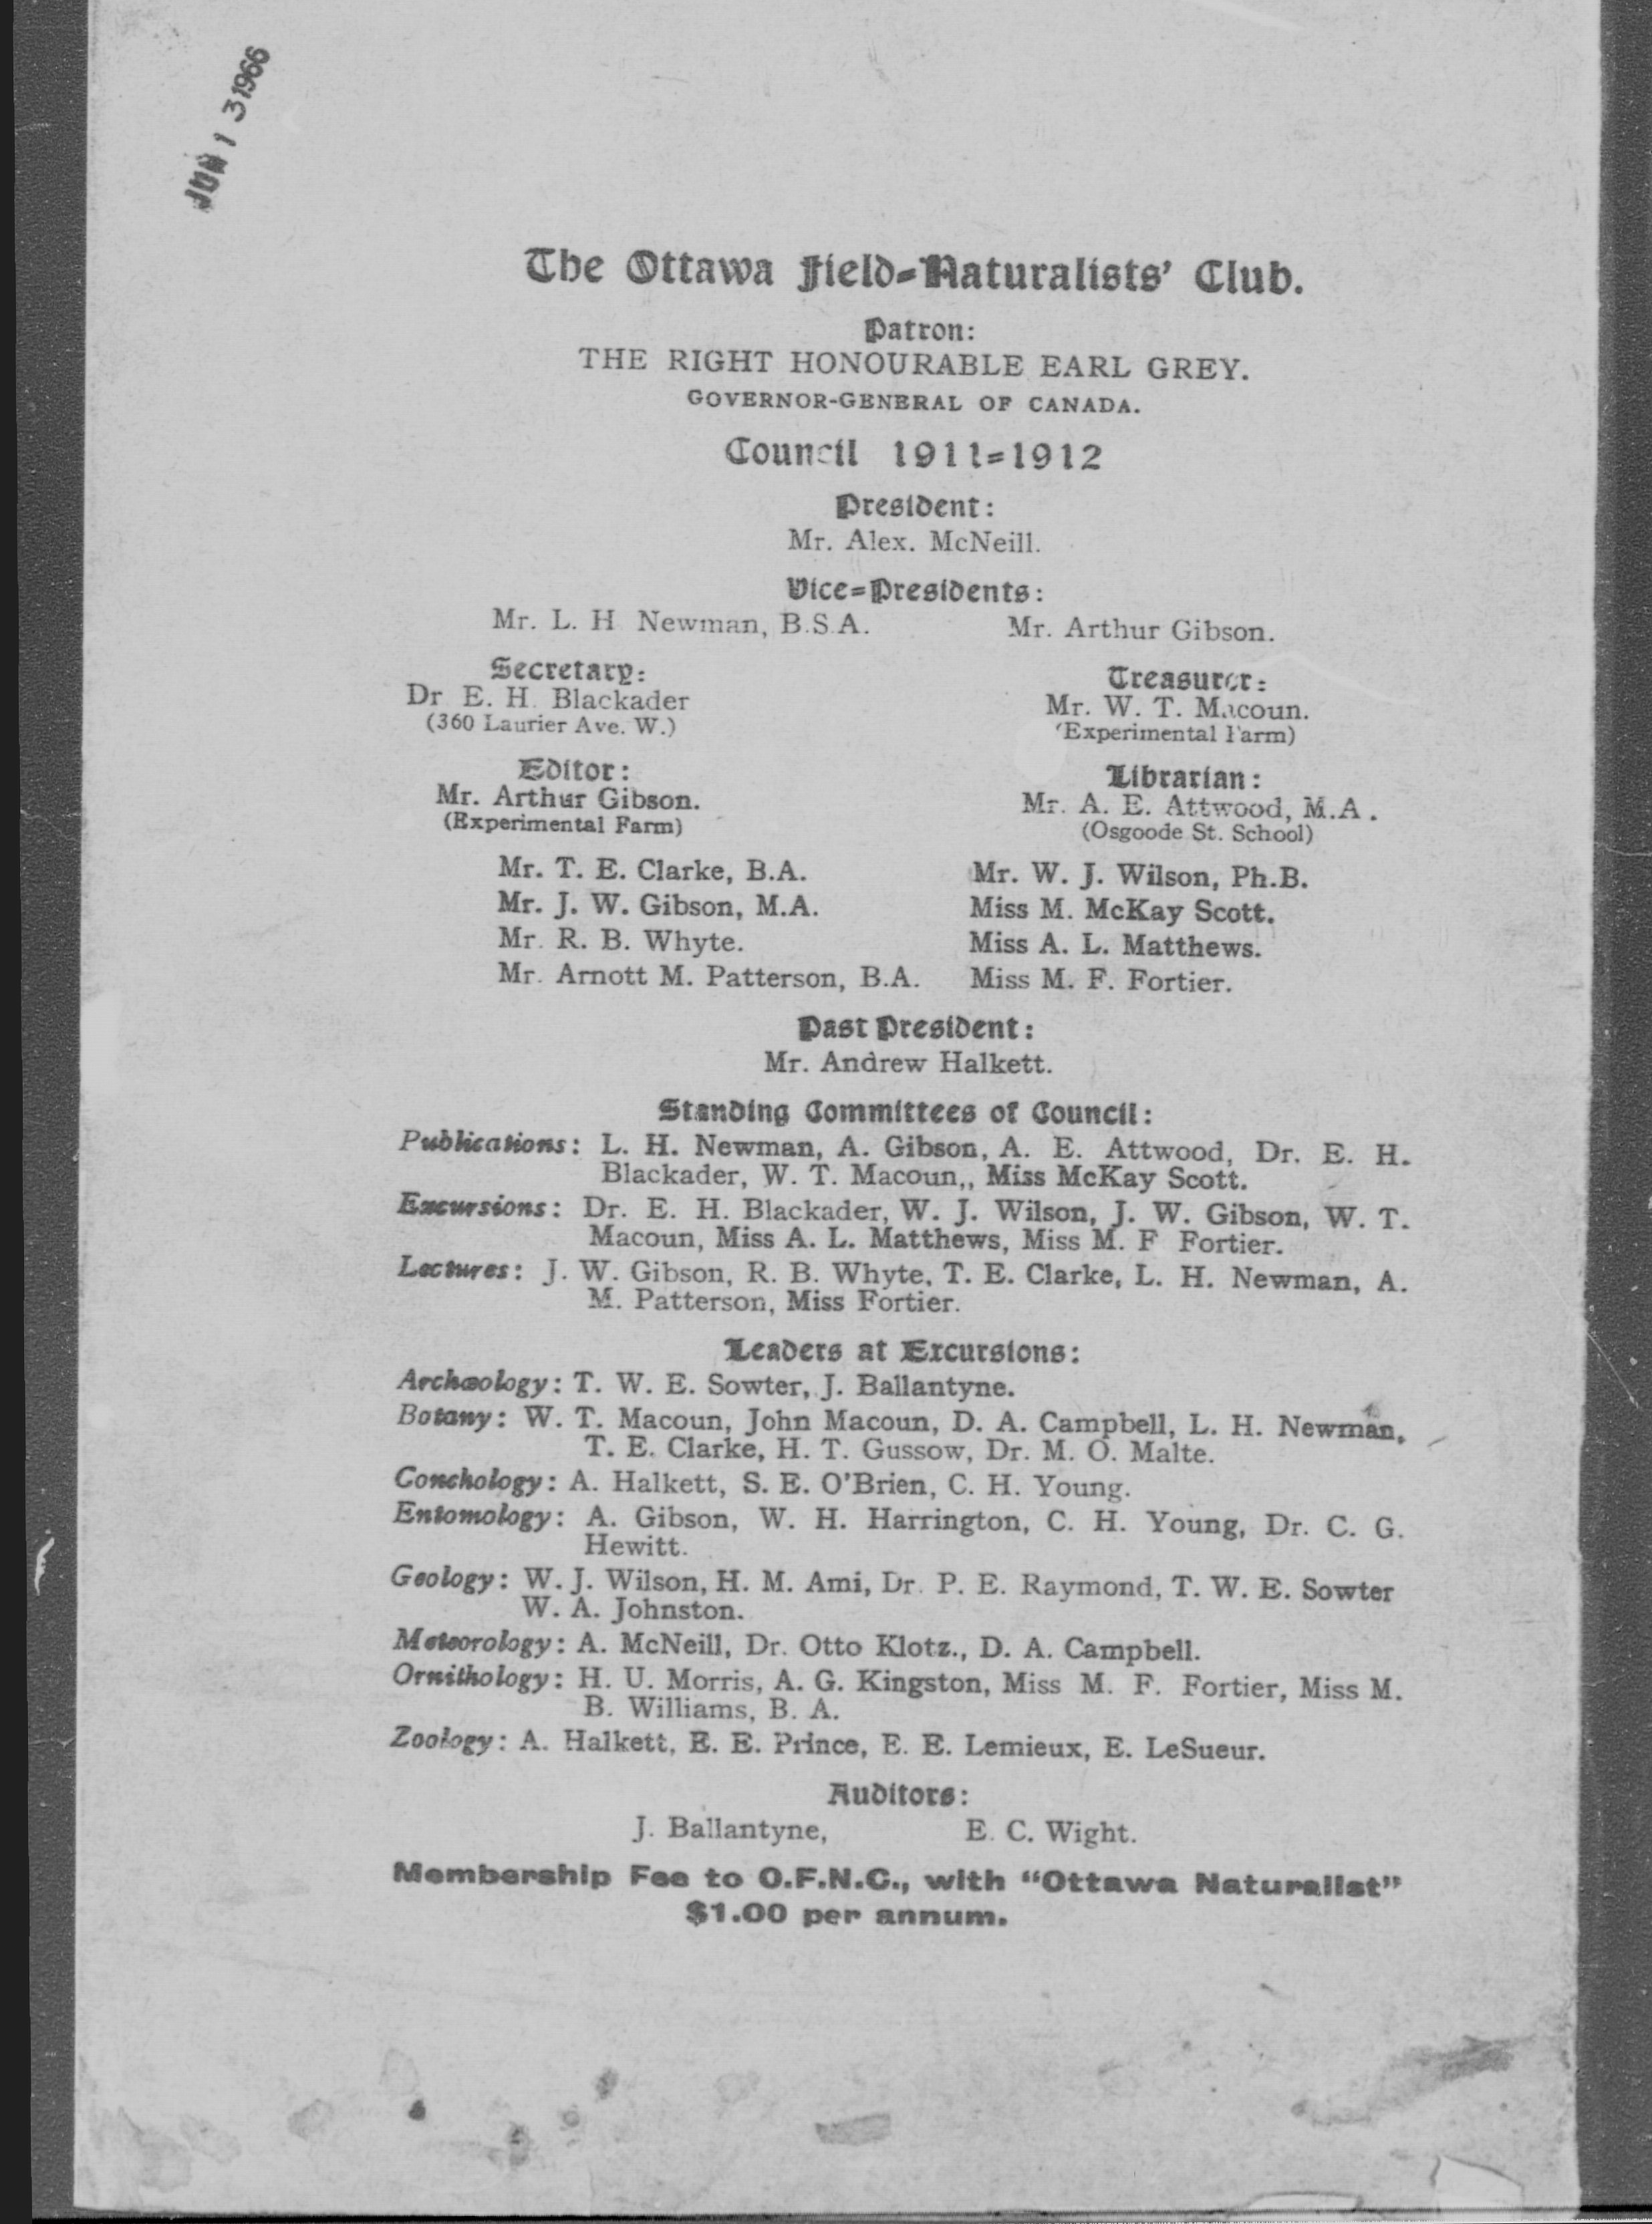 JUN 1 3 1966
The Ottawa Field-Naturalists' Club.
Patron:
THE RIGHT HONOURABLE EARL GREY.
GOVERNOR-GENERAL OF CANADA.
Council 1911-1912
President:
Mr. Alex. McNeill.
Vice-Presidents:
Mr. L. H Newman, B.S.A. Mr. Arthur Gibson.
Secretary: Treasurer:
Dr E. H. Blackader Mr. W. T. Macoun.
(360 Laurier Ave. W.) (Experimental Farm)
Editor: Librarian:
Mr. Arthur Gibson. Mr. A. E. Attwood, M.A.
(Experimental Farm) (Osgoode St. School)
Mr. T. E. Clarke, B.A. Mr. W. J. Wilson, Ph.B.
Mr. J. W. Gibson, M.A. Miss M. McKay Scott.
Mr. R. B. Whyte. Miss A. L. Matthews.
Mr. Arnott M. Patterson, B.A. Miss M. F. Fortier.
Past President:
Mr. Andrew Halkett.
Standing Committees of Council:
Publications: L. H. Newman, A. Gibson, A. E. Attwood, Dr. E. H.
Blackader, W. T. Macoun,, Miss McKay Scott.
Excursions: Dr. E. H. Blackader, W. J. Wilson, J. W. Gibson, W. T.
Macoun, Miss A. L. Matthews, Miss M. F Fortier.
Lectures: J. W. Gibson, R. B. Whyte, T. E. Clarke, L. H. Newman, A.
M. Patterson, Miss Fortier.
Leaders at Excursions:
Archæology: T. W. E. Sowter, J. Ballantyne.
Botany: W. T. Macoun, John Macoun, D. A. Campbell, L. H. Newman,
T. E. Clarke, H. T. Gussow, Dr. M. O. Malte.
Conchology: A. Halkett, S. E. O'Brien, C. H. Young.
Entomology: A. Gibson, W. H. Harrington, C. H. Young, Dr. C. G.
Hewitt.
Geology: W. J. Wilson, H. M. Ami, Dr. P. E. Raymond, T. W. E. Sowter
W. A. Johnston.
Meteorology: A. McNeill, Dr. Otto Klotz., D. A. Campbell.
Ornithology: H. U. Morris, A. G. Kingston, Miss M. F. Fortier, Miss M.
B. Williams, B. A.
Zoology: A. Halkett, E. E. Prince, E. E. Lemieux, E. LeSueur.
Auditors:
J. Ballantyne, E. C. Wight.
Membership Fee to O.F.N.C., with "Ottawa Naturalist"
$1.00 per annum.